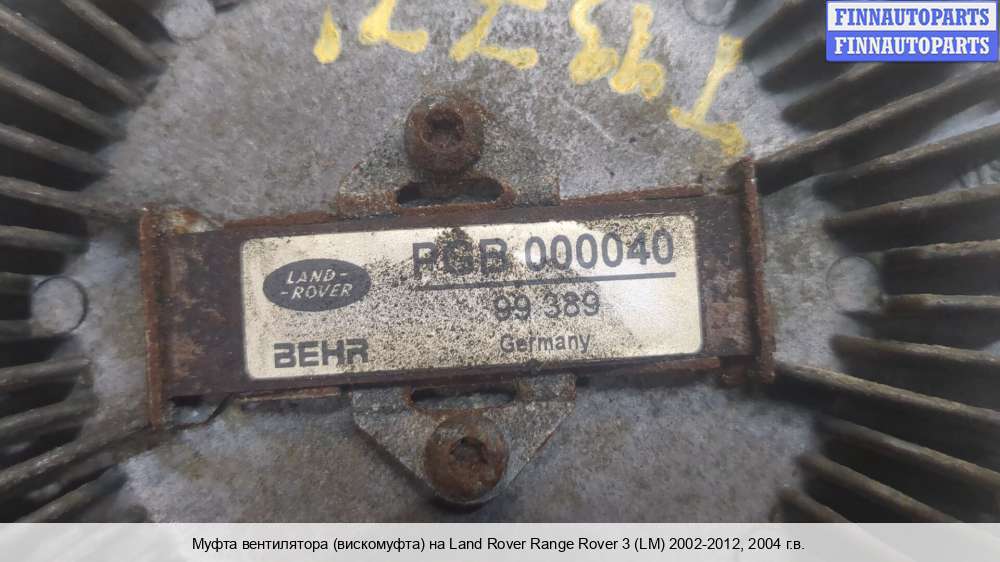 FINNAUTOPARTS
FINNAUTOPARTS
LAND-
-ROVER
PGB 000040
99 389
BEHR
Germany
Муфта вентилятора (вискомуфта) на Land Rover Range Rover 3 (LM) 2002-2012, 2004 г.в.